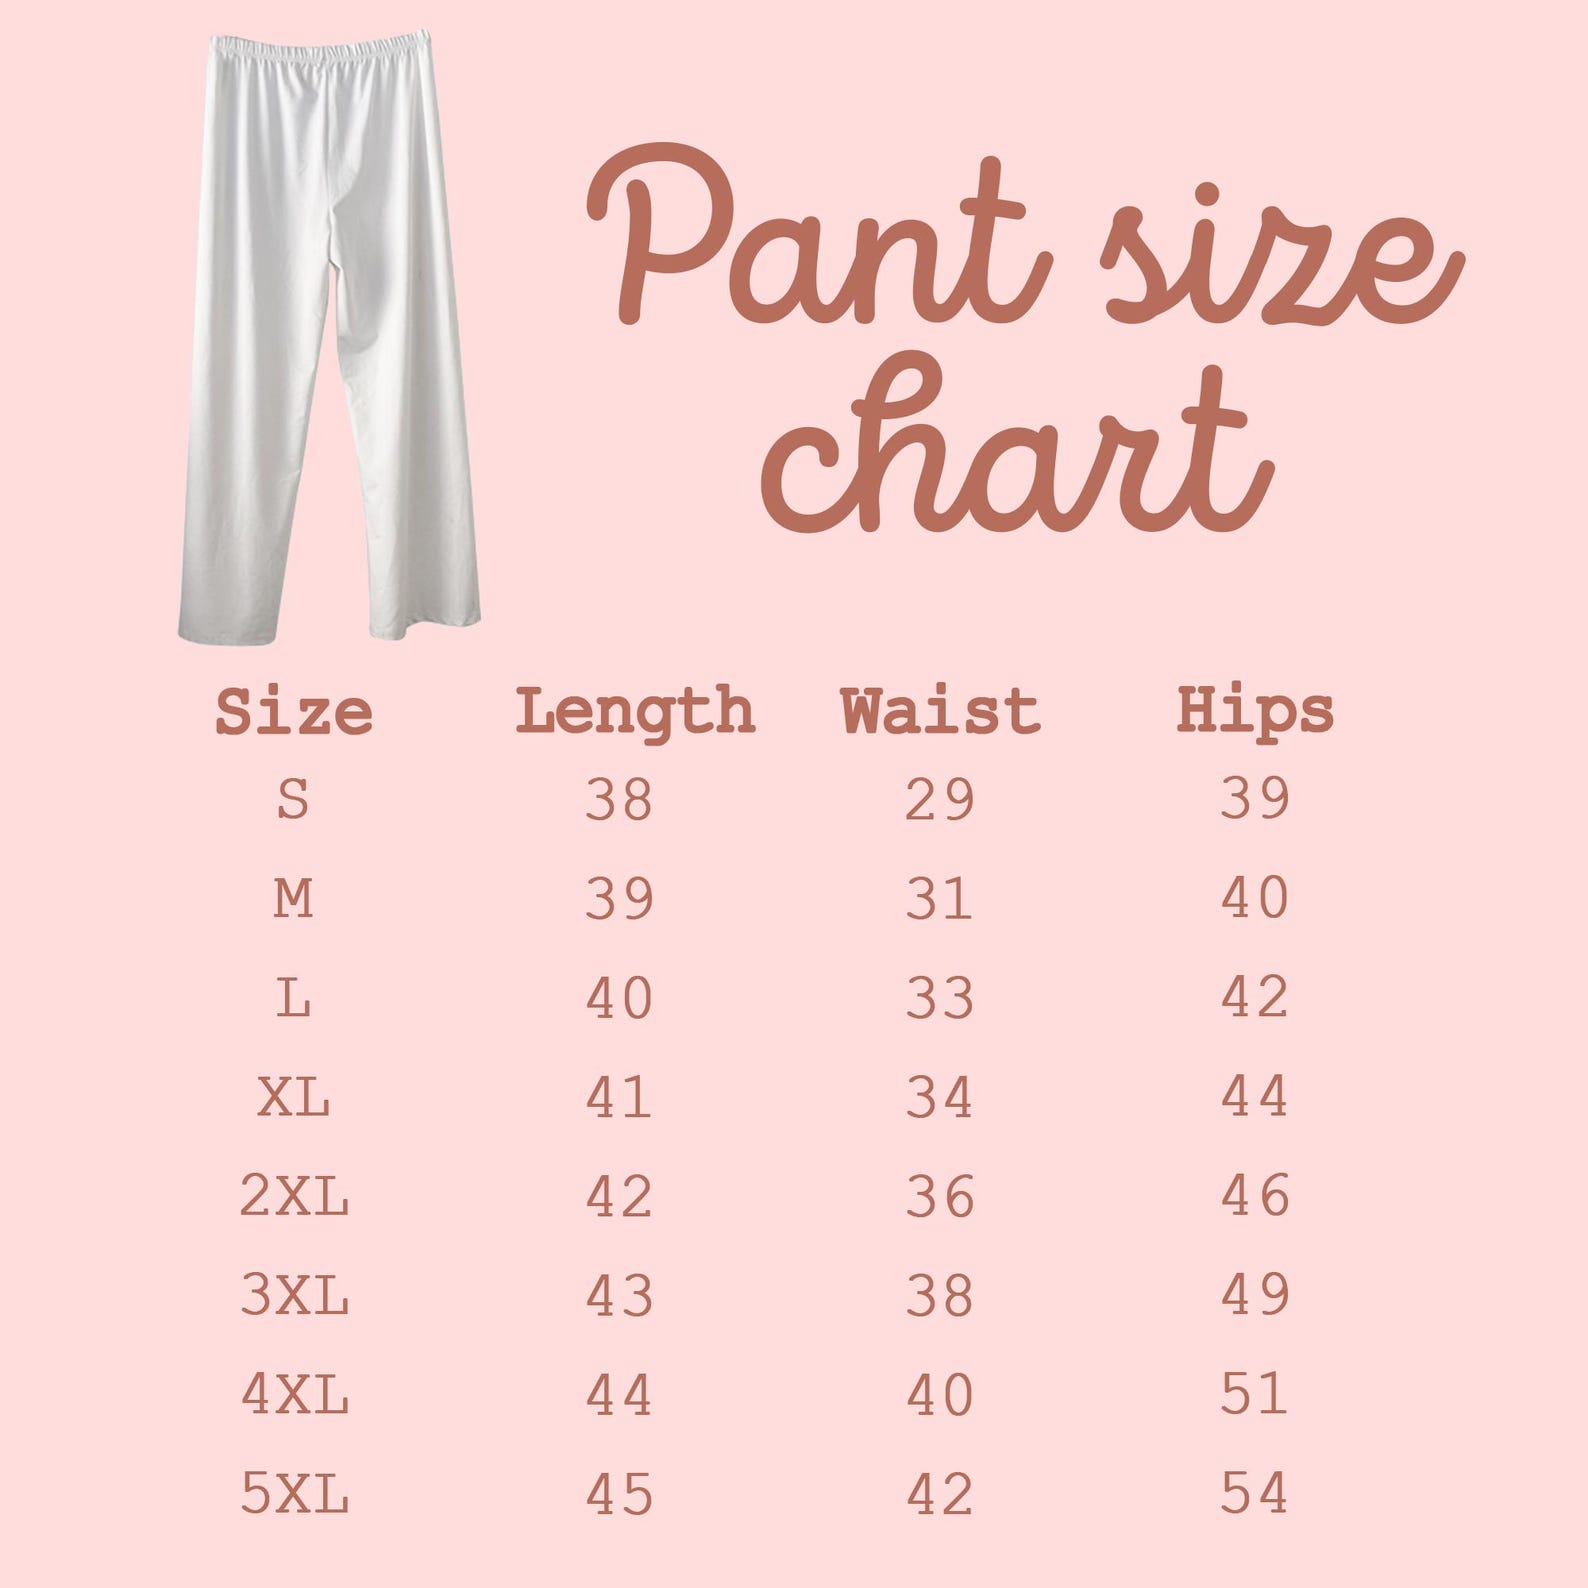 Pant size
chart
Size Length Waist Hips
S 38 29 39
M 39 31 40
L 40 33 42
XL 41 34 44
2XL 42 36 46
3XL 43 38 49
4XL 44 40 51
5XL 45 42 54